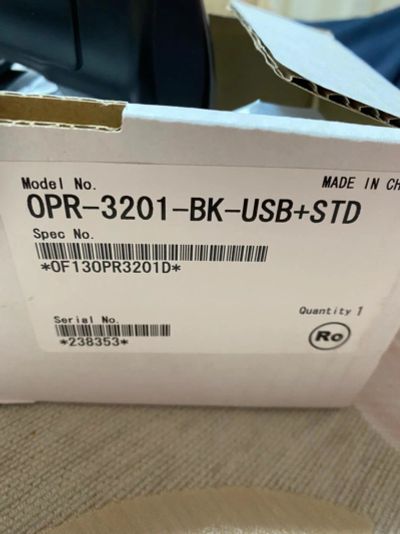 Model No.
MADE IN CH
OPR-3201-BK-USB+STD
Spec No.
*OF13OPR3201D*
Serial No.
*238353*
Quantity 1
Ro